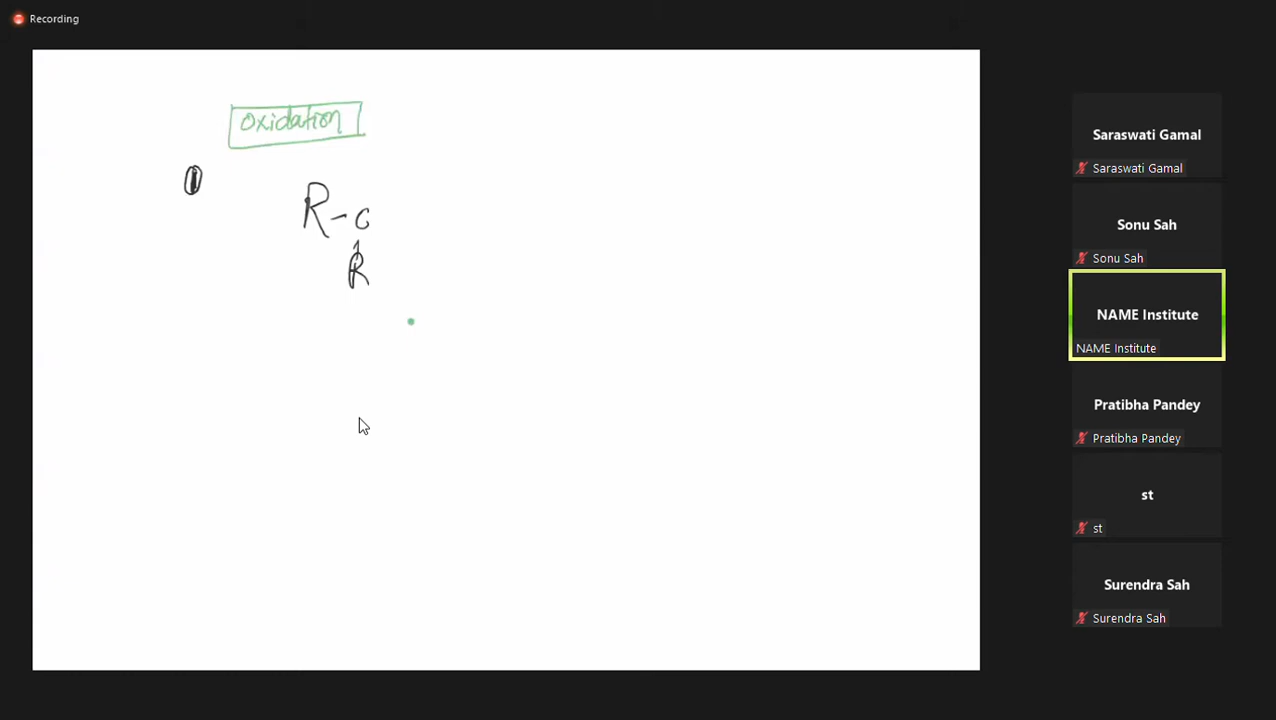 Recording
oxidation
1
R-C
R
Saraswati Gamal
Saraswati Gamal
Sonu Sah
Sonu Sah
NAME Institute
NAME Institute
Pratibha Pandey
Pratibha Pandey
st
st
Surendra Sah
Surendra Sah